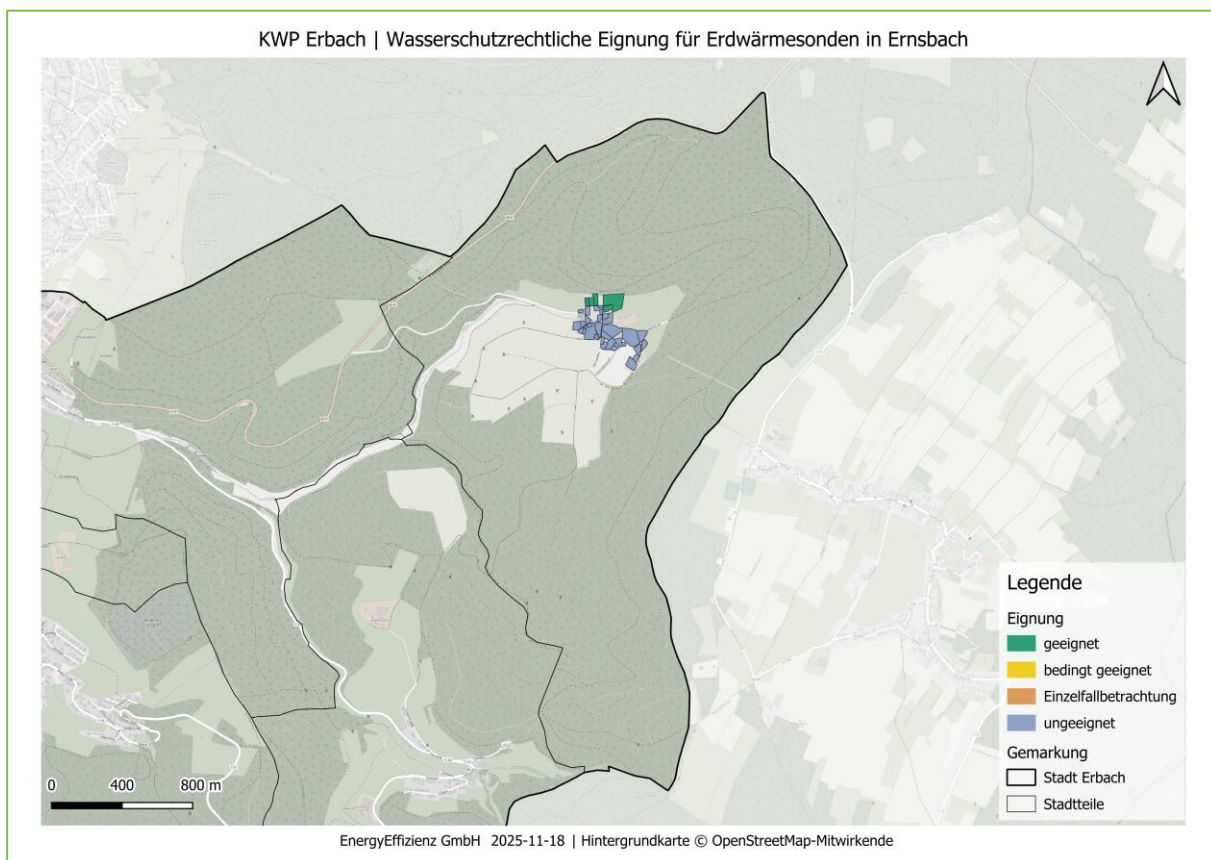 KWP Erbach | Wasserschutzrechtliche Eignung für Erdwärmesonden in Ernsbach
Legende
Eignung
geeignet
bedingt geeignet
Einzelfallbetrachtung
ungeeignet
Gemarkung
Stadt Erbach
Stadtteile
0 400 800 m
EnergyEffizienz GmbH 2025-11-18 | Hintergrundkarte © OpenStreetMap-Mitwirkende